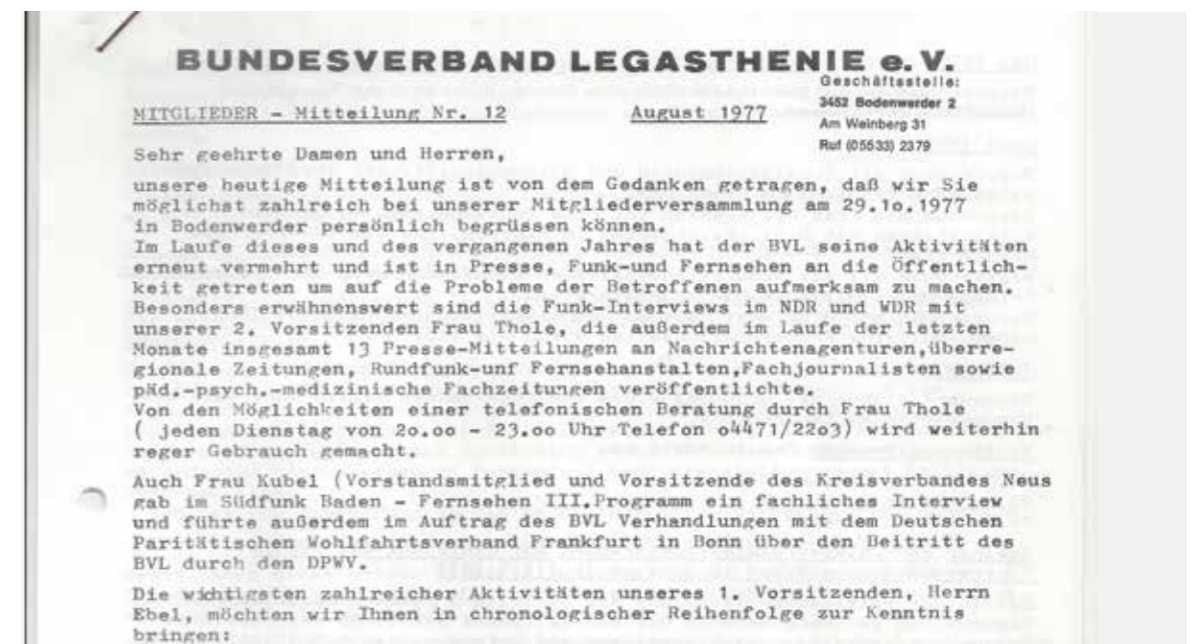 BUNDESVERBAND LEGASTHENIE e.V.
Geschäftsstelle:
3452 Bodenwerder 2
Am Weinberg 31
Ruf (05533) 2379
MITGLIEDER - Mitteilung Nr. 12 August 1977
Sehr geehrte Damen und Herren,
unsere heutige Mitteilung ist von dem Gedanken getragen, daß wir Sie
möglichst zahlreich bei unserer Mitgliederversammlung am 29.1o.1977
in Bodenwerder persönlich begrüssen können.
Im Laufe dieses und des vergangenen Jahres hat der BVL seine Aktivitäten
erneut vermehrt und ist in Presse, Funk-und Fernsehen an die Öffentlich-
keit getreten um auf die Probleme der Betroffenen aufmerksam zu machen.
Besonders erwähnenswert sind die Funk-Interviews im NDR und WDR mit
unserer 2. Vorsitzenden Frau Thole, die außerdem im Laufe der letzten
Monate insgesamt 13 Presse-Mitteilungen an Nachrichtenagenturen,überre-
gionale Zeitungen, Rundfunk-unf Fernsehanstalten,Fachjournalisten sowie
päd.-psych.-medizinische Fachzeitungen veröffentlichte.
Von den Möglichkeiten einer telefonischen Beratung durch Frau Thole
( jeden Dienstag von 2o.oo - 23.oo Uhr Telefon o4471/22o3) wird weiterhin
reger Gebrauch gemacht.
Auch Frau Kubel (Vorstandsmitglied und Vorsitzende des Kreisverbandes Neus
gab im Südfunk Baden - Fernsehen III.Programm ein fachliches Interview
und führte außerdem im Auftrag des BVL Verhandlungen mit dem Deutschen
Paritätischen Wohlfahrtsverband Frankfurt in Bonn über den Beitritt des
BVL durch den DPWV.
Die wichtigsten zahlreicher Aktivitäten unseres 1. Vorsitzenden, Herrn
Ebel, möchten wir Ihnen in chronologischer Reihenfolge zur Kenntnis
bringen: